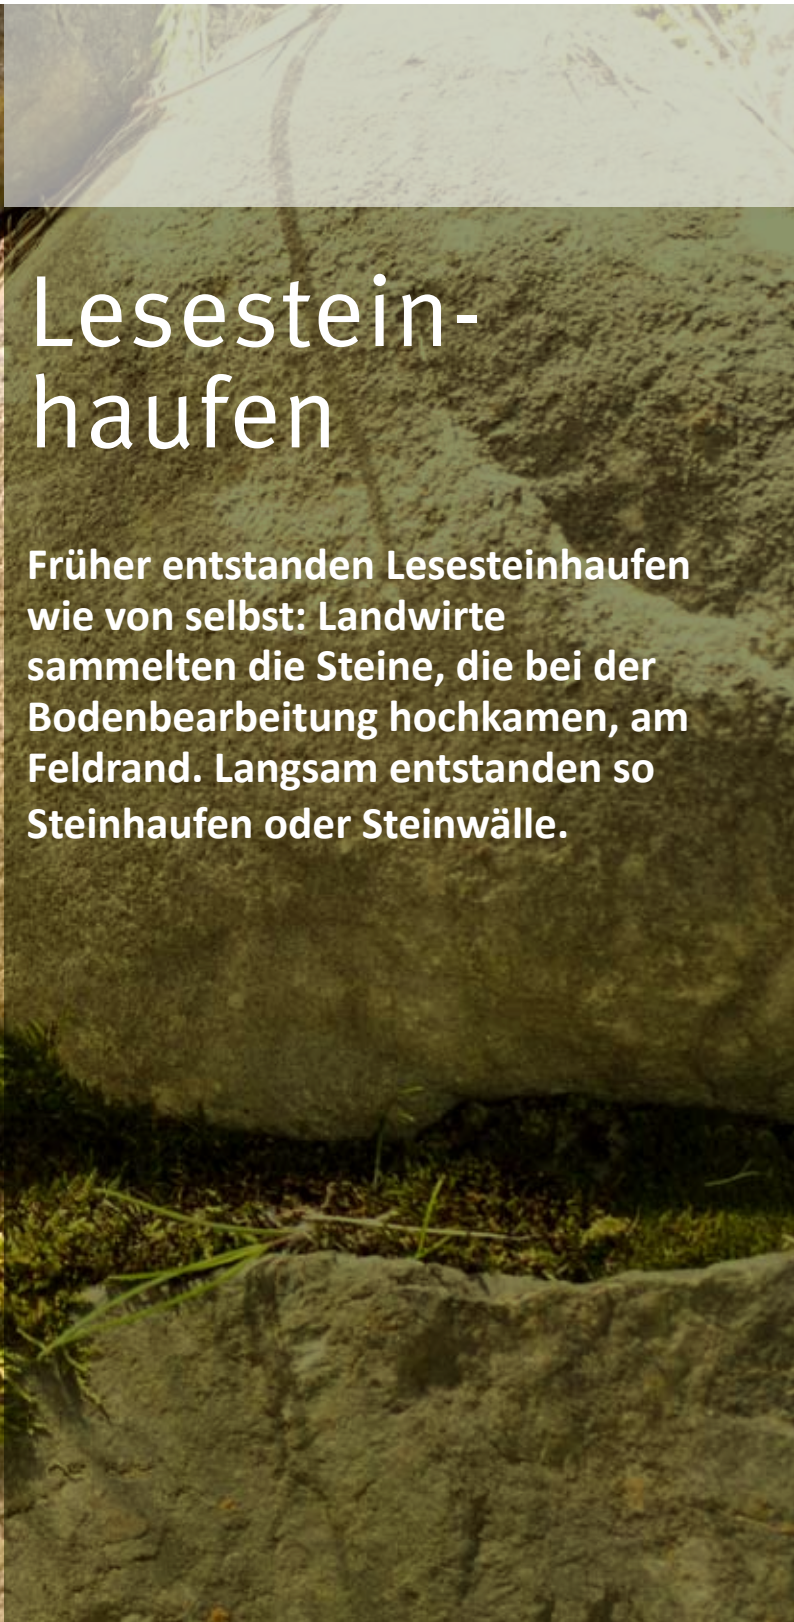 Lesestein-
haufen
Früher entstanden Lesesteinhaufen
wie von selbst: Landwirte
sammelten die Steine, die bei der
Bodenbearbeitung hochkamen, am
Feldrand. Langsam entstanden so
Steinhaufen oder Steinwälle.